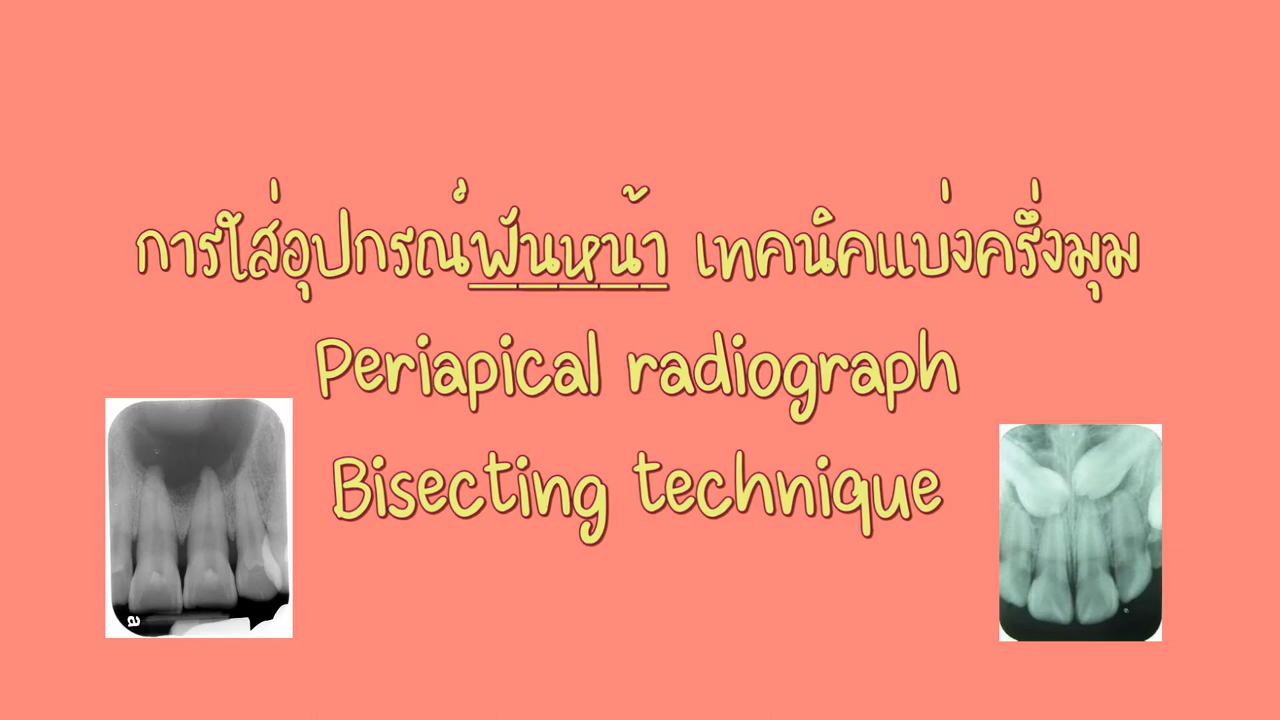 การใส่อุปกรณ์ฟันหน้า เทคนิคแบ่งครึ่งมุม
Periapical radiograph
Bisecting technique
a